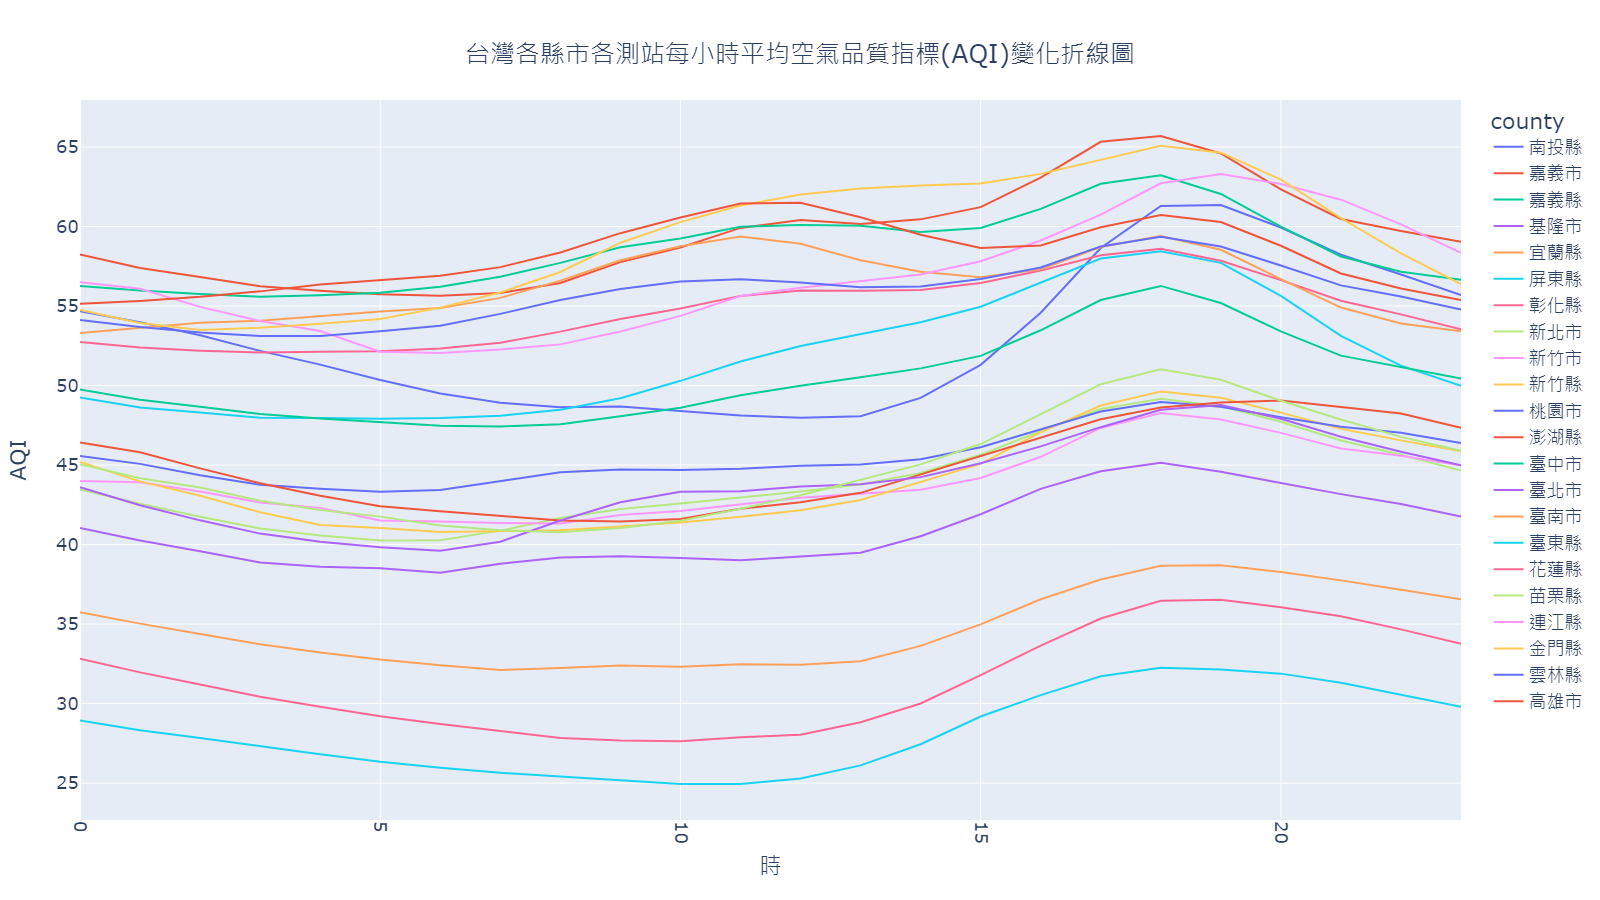 台灣各縣市各測站每小時平均空氣品質指標(AQI)變化折線圖
county
南投縣
嘉義市
嘉義縣
基隆市
宜蘭縣
屏東縣
彰化縣
新北市
新竹市
新竹縣
桃園市
澎湖縣
臺中市
臺北市
臺南市
臺東縣
花蓮縣
苗栗縣
連江縣
金門縣
雲林縣
高雄市
AQI
65
60
55
50
45
40
35
30
25
0
5
10
15
20
時